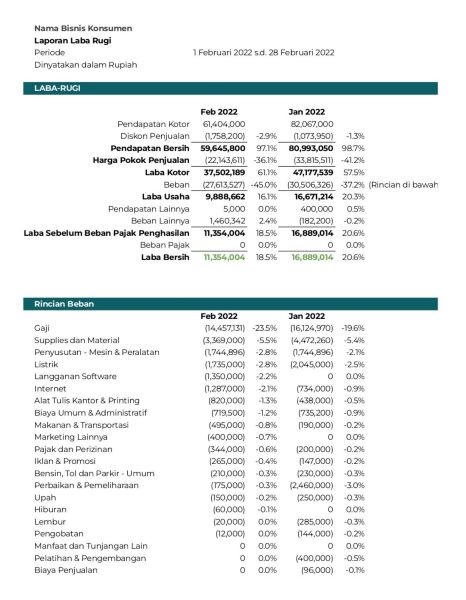 Nama Bisnis Konsumen
Laporan Laba Rugi
Periode 1 Februari 2022 s.d. 28 Februari 2022
Dinyatakan dalam Rupiah
LABA-RUGI
Feb 2022 Jan 2022
Pendapatan Kotor 61,404,000 82,067,000
Diskon Penjualan (1,758,200) -2.9% (1,073,950) -1.3%
Pendapatan Bersih 59,645,800 97.1% 80,993,050 98.7%
Harga Pokok Penjualan (22,143,611) -36.1% (33,815,511) -41.2%
Laba Kotor 37,502,189 61.1% 47,177,539 57.5%
Beban (27,613,527) -45.0% (30,506,326) -37.2% (Rincian di bawah
Laba Usaha 9,888,662 16.1% 16,671,214 20.3%
Pendapatan Lainnya 5,000 0.0% 400,000 0.5%
Beban Lainnya 1,460,342 2.4% (182,200) -0.2%
Laba Sebelum Beban Pajak Penghasilan 11,354,004 18.5% 16,889,014 20.6%
Beban Pajak 0 0.0% 0 0.0%
Laba Bersih 11,354,004 18.5% 16,889,014 20.6%
Rincian Beban
Feb 2022 Jan 2022
Gaji (14,457,131) -23.5% (16,124,970) -19.6%
Supplies dan Material (3,369,000) -5.5% (4,472,260) -5.4%
Penyusutan - Mesin & Peralatan (1,744,896) -2.8% (1,744,896) -2.1%
Listrik (1,735,000) -2.8% (2,045,000) -2.5%
Langganan Software (1,350,000) -2.2% 0 0.0%
Internet (1,287,000) -2.1% (734,000) -0.9%
Alat Tulis Kantor & Printing (820,000) -1.3% (438,000) -0.5%
Biaya Umum & Administratif (719,500) -1.2% (735,200) -0.9%
Makanan & Transportasi (495,000) -0.8% (190,000) -0.2%
Marketing Lainnya (400,000) -0.7% 0 0.0%
Pajak dan Perizinan (344,000) -0.6% (200,000) -0.2%
Iklan & Promosi (265,000) -0.4% (147,000) -0.2%
Bensin, Tol dan Parkir - Umum (210,000) -0.3% (230,000) -0.3%
Perbaikan & Pemeliharaan (175,000) -0.3% (2,460,000) -3.0%
Upah (150,000) -0.2% (250,000) -0.3%
Hiburan (60,000) -0.1% 0 0.0%
Lembur (20,000) 0.0% (285,000) -0.3%
Pengobatan (12,000) 0.0% (144,000) -0.2%
Manfaat dan Tunjangan Lain 0 0.0% 0 0.0%
Pelatihan & Pengembangan 0 0.0% (400,000) -0.5%
Biaya Penjualan 0 0.0% (96,000) -0.1%